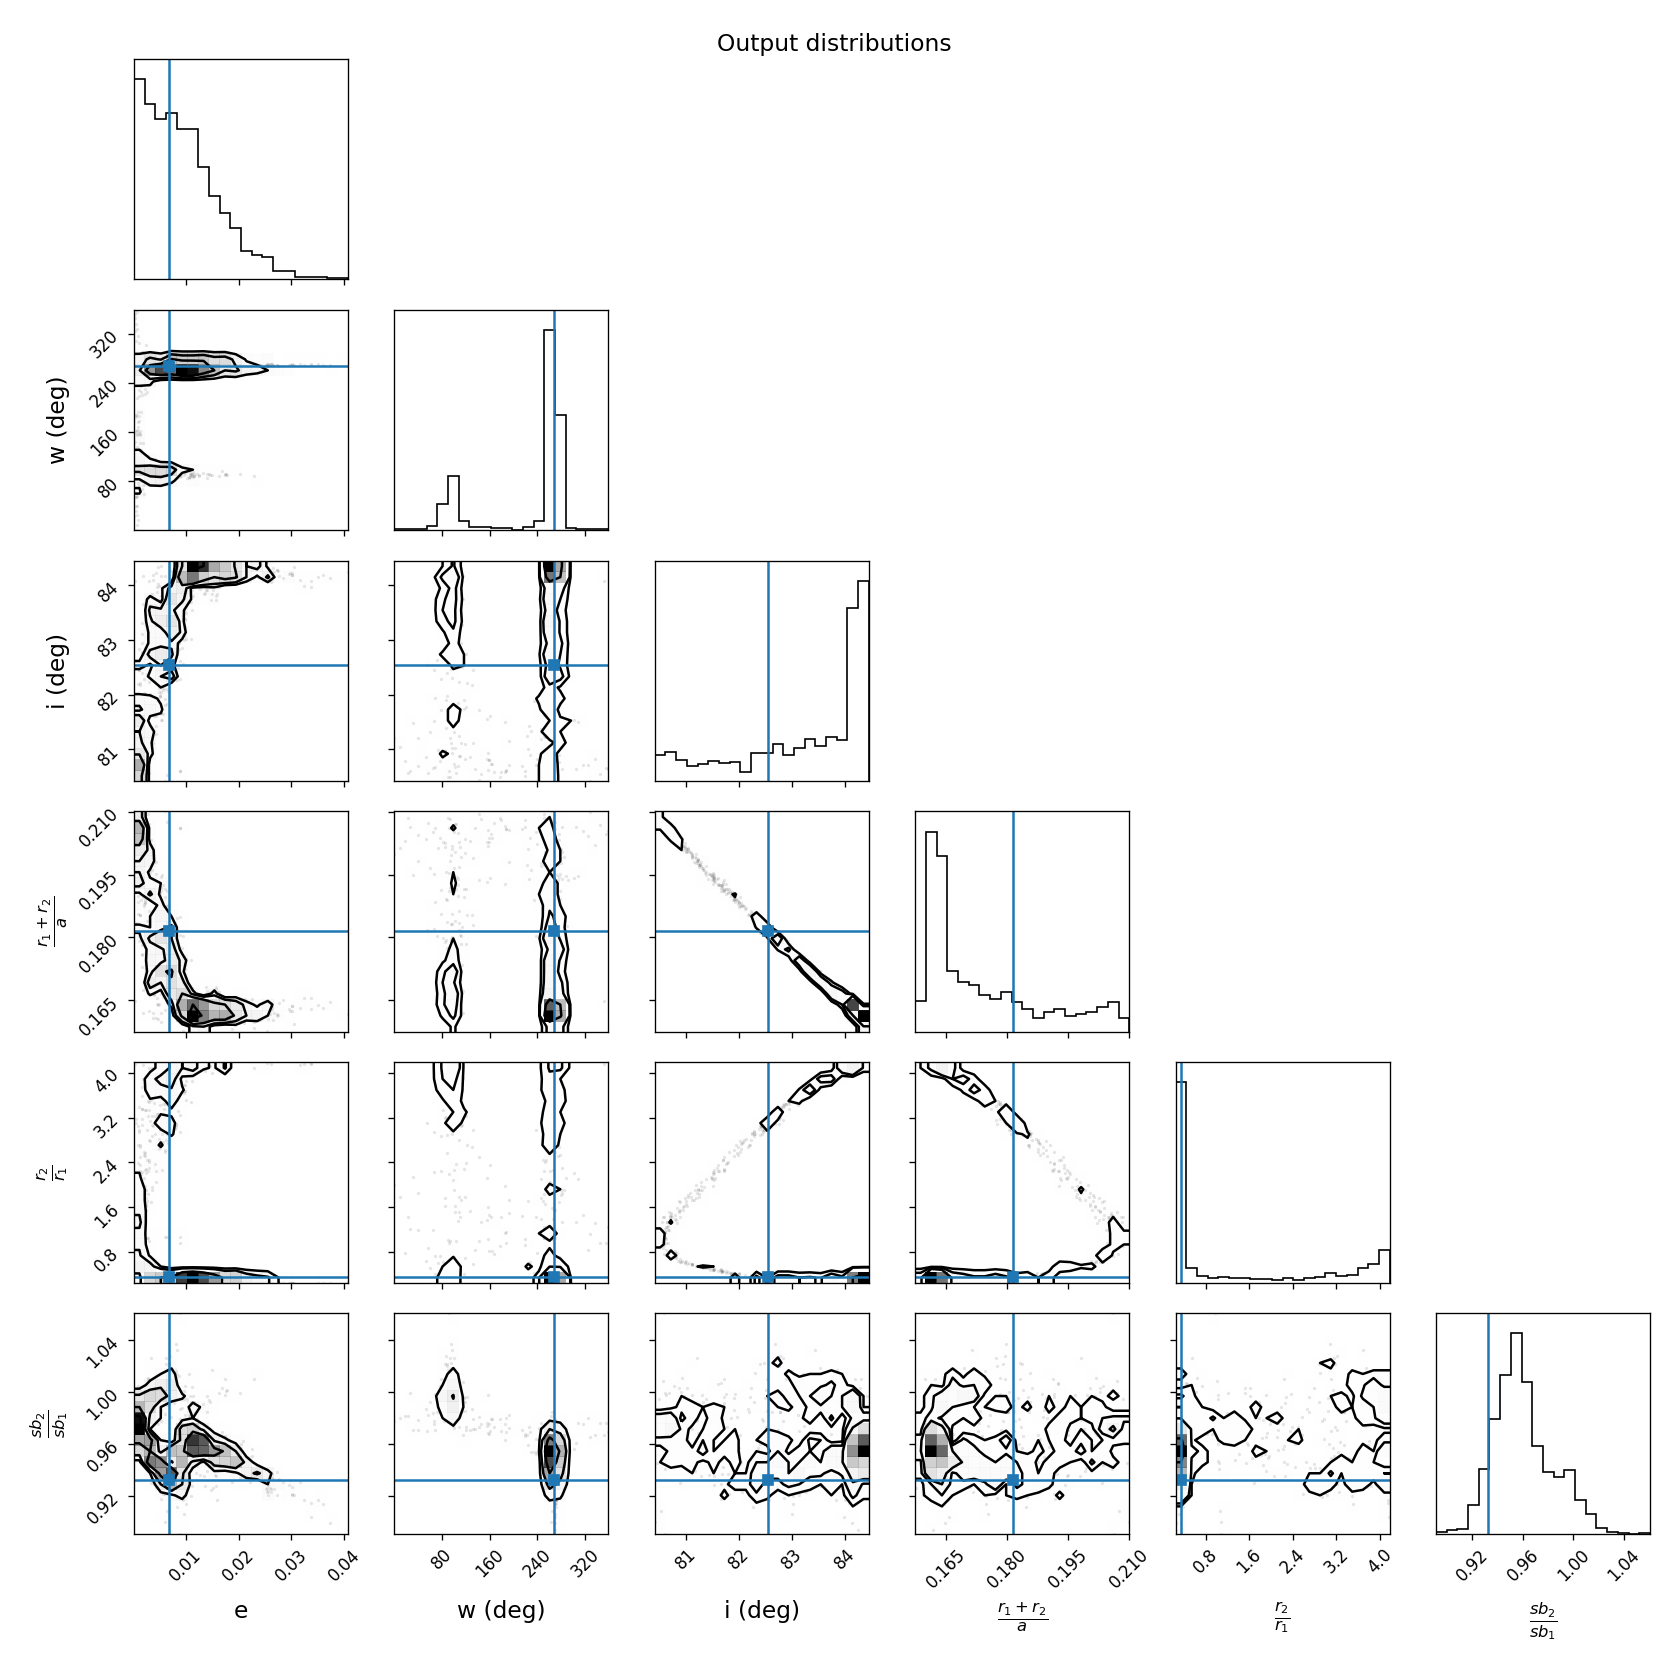 Output distributions
320
240
160
80
w (deg)
84
83
82
81
i (deg)
0.210
0.195
0.180
0.165
r₁ + r₂
a
4.0
3.2
2.4
1.6
0.8
r₂
r₁
1.04
1.00
0.96
0.92
sb₂
sb₁
0.01 0.02 0.03 0.04
80 160 240 320
81 82 83 84
0.165 0.180 0.195 0.210
0.8 1.6 2.4 3.2 4.0
0.92 0.96 1.00 1.04
e
w (deg)
i (deg)
r₁ + r₂
a
r₂
r₁
sb₂
sb₁